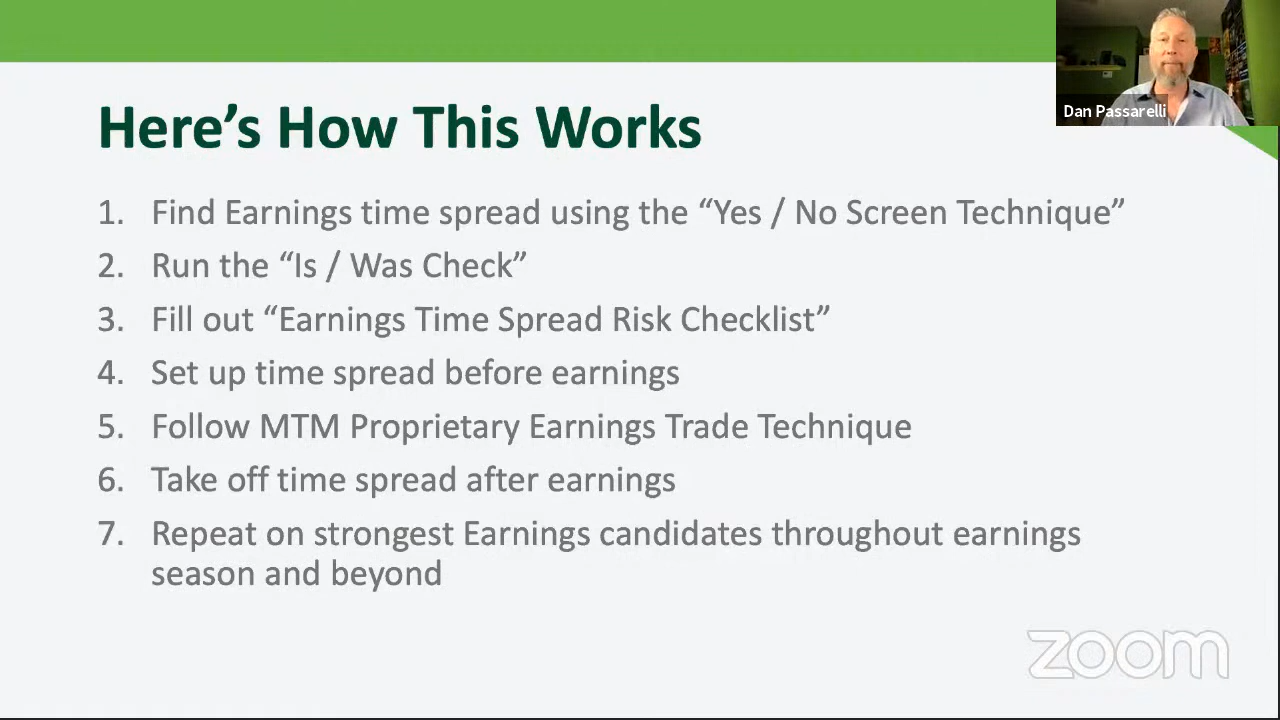 Dan Passarelli
Here’s How This Works
1. Find Earnings time spread using the “Yes / No Screen Technique”
2. Run the “Is / Was Check”
3. Fill out “Earnings Time Spread Risk Checklist”
4. Set up time spread before earnings
5. Follow MTM Proprietary Earnings Trade Technique
6. Take off time spread after earnings
7. Repeat on strongest Earnings candidates throughout earnings
season and beyond
zoom